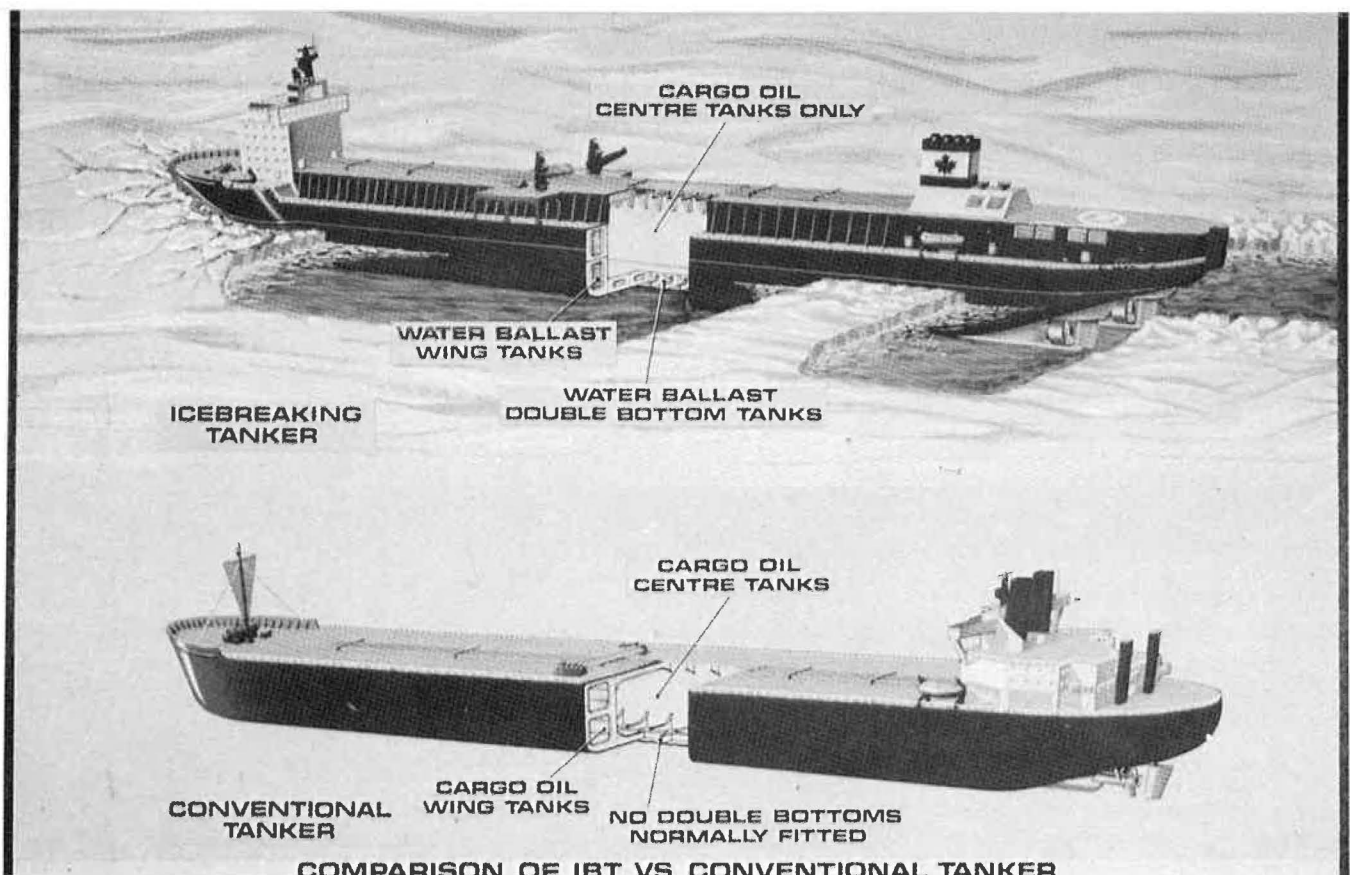 CARGO OIL
CENTRE TANKS ONLY
WATER BALLAST
WING TANKS
WATER BALLAST
DOUBLE BOTTOM TANKS
ICEBREAKING
TANKER
CARGO OIL
CENTRE TANKS
CARGO OIL
WING TANKS
NO DOUBLE BOTTOMS
NORMALLY FITTED
CONVENTIONAL
TANKER
COMPARISON OF IBT VS CONVENTIONAL TANKER